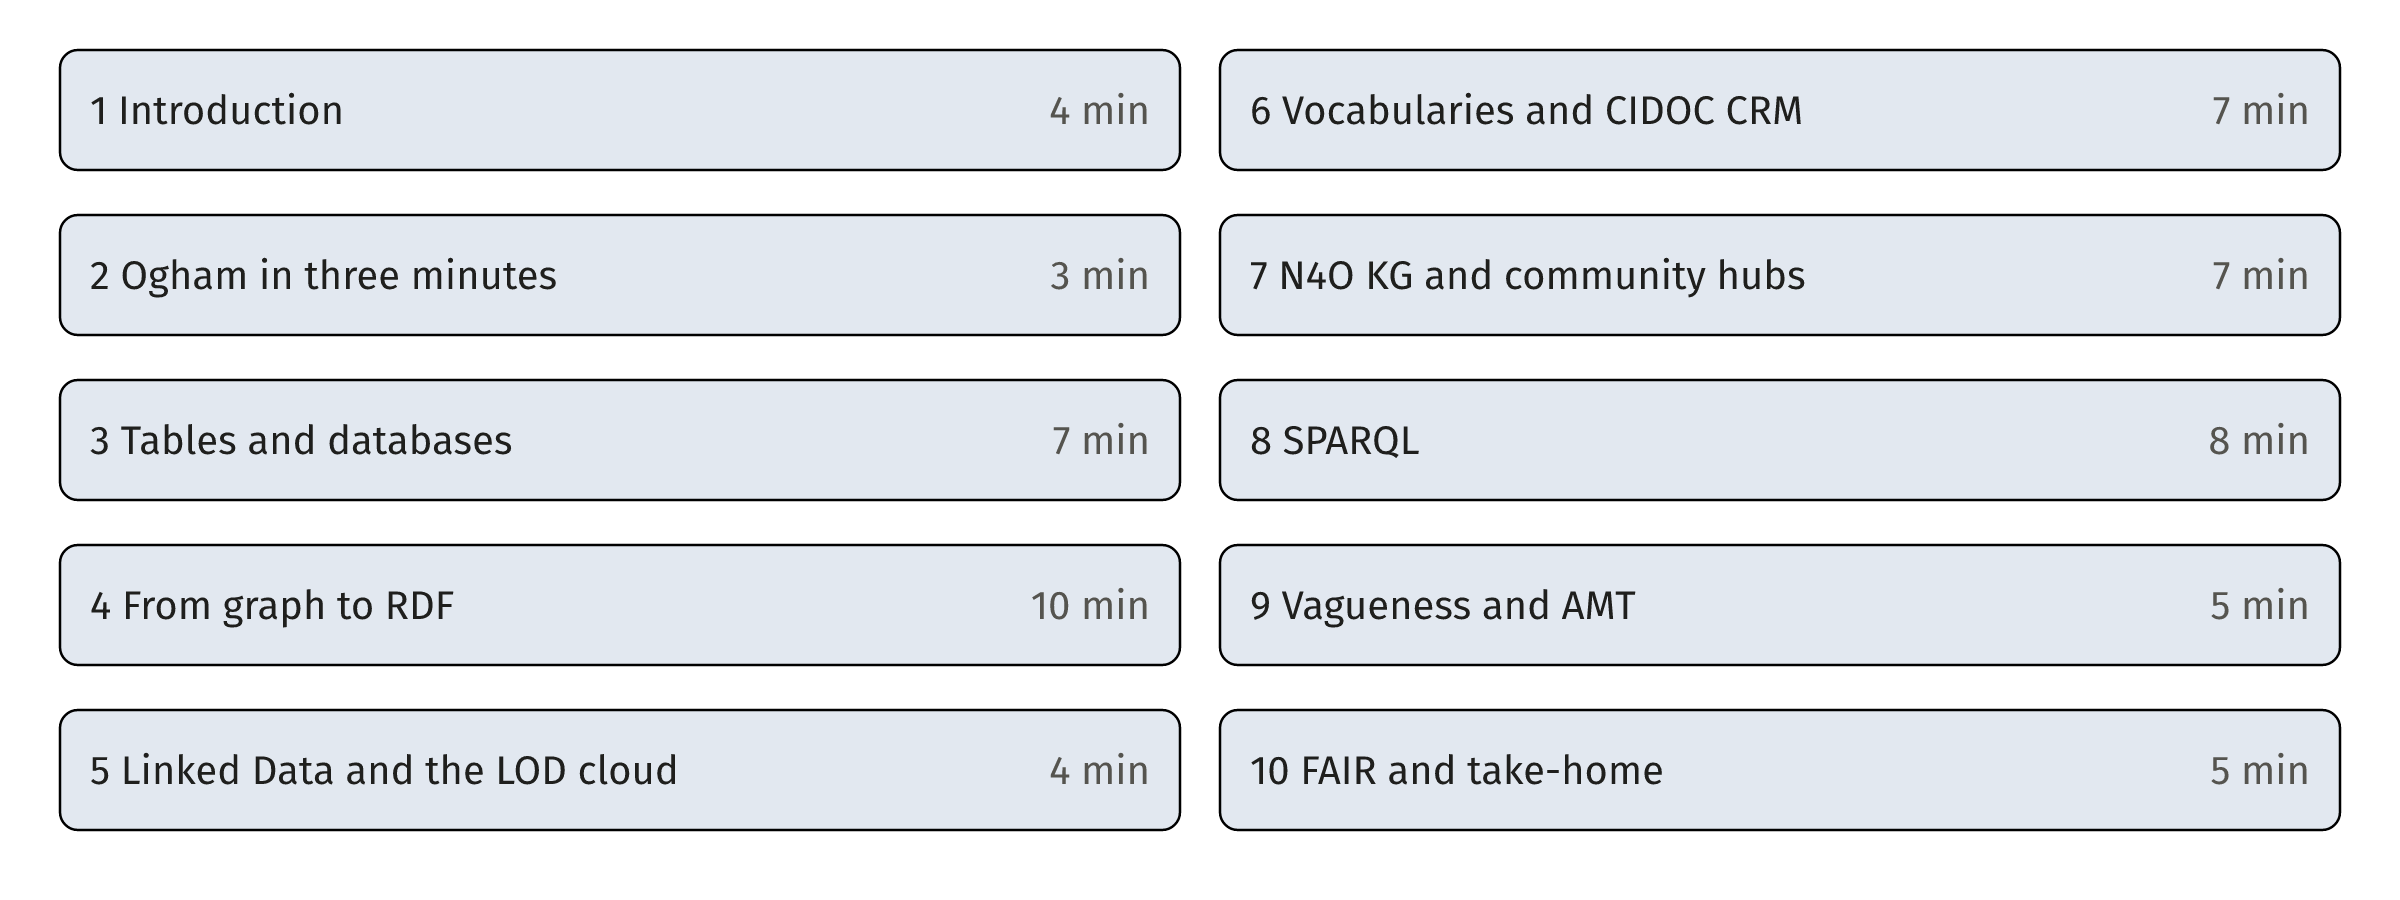 1 Introduction 4 min
2 Ogham in three minutes 3 min
3 Tables and databases 7 min
4 From graph to RDF 10 min
5 Linked Data and the LOD cloud 4 min
6 Vocabularies and CIDOC CRM 7 min
7 N4O KG and community hubs 7 min
8 SPARQL 8 min
9 Vagueness and AMT 5 min
10 FAIR and take-home 5 min